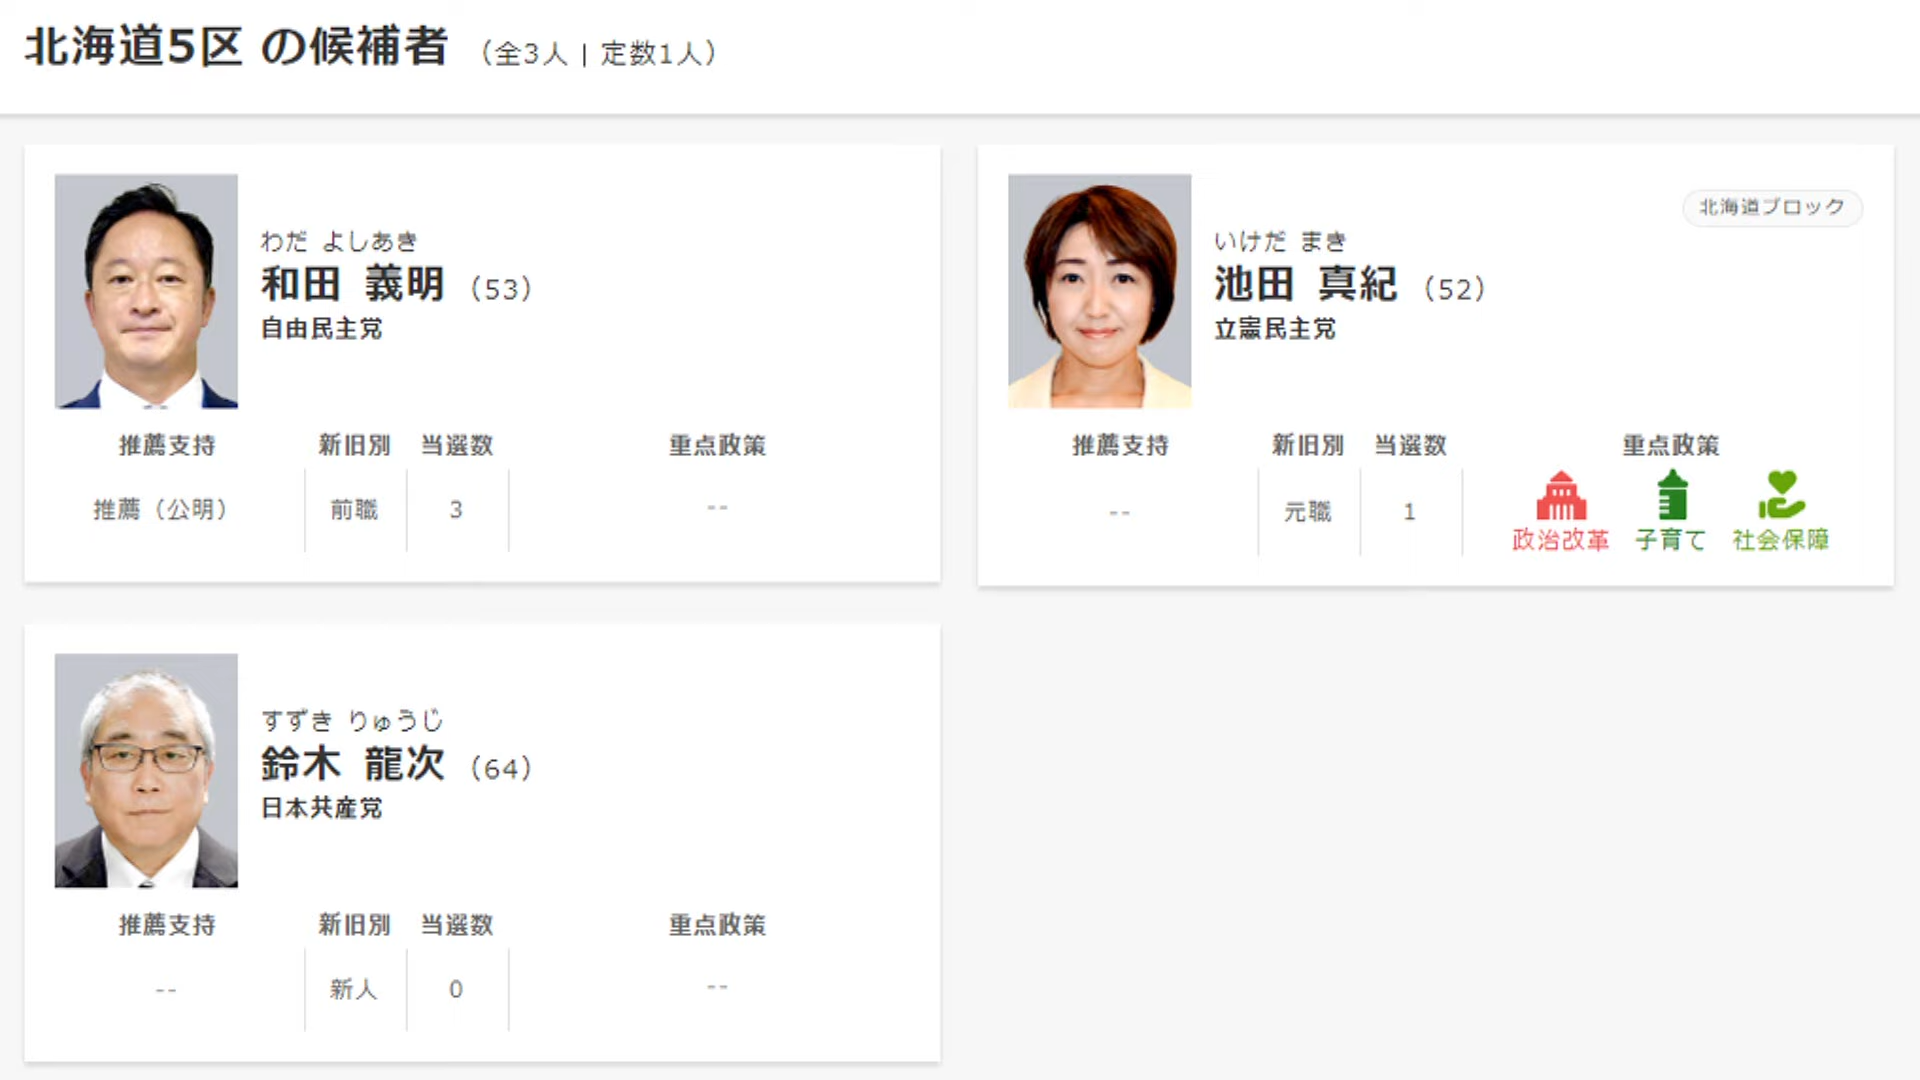 北海道5区 の候補者 （全3人 | 定数1人）
わだ よしあき
和田 義明 （53）
自由民主党
推薦支持 新旧別 当選数 重点政策
推薦（公明） 前職 3 --
北海道ブロック
いけだ まき
池田 真紀 （52）
立憲民主党
推薦支持 新旧別 当選数 重点政策
-- 元職 1
政治改革 子育て 社会保障
すずき りゅうじ
鈴木 龍次 （64）
日本共産党
推薦支持 新旧別 当選数 重点政策
-- 新人 0 --